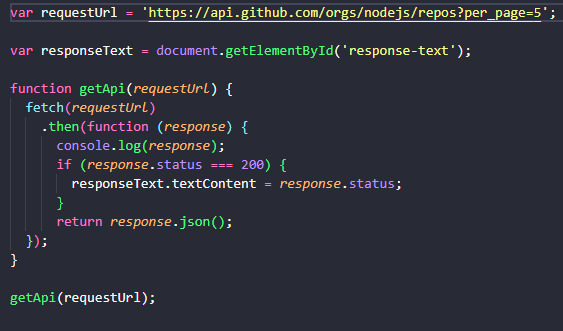 var requestUrl = 'https://api.github.com/orgs/nodejs/repos?per_page=5';
var responseText = document.getElementById('response-text');
function getApi(requestUrl) {
  fetch(requestUrl)
    .then(function (response) {
      console.log(response);
      if (response.status === 200) {
        responseText.textContent = response.status;
      }
      return response.json();
  });
}
getApi(requestUrl);